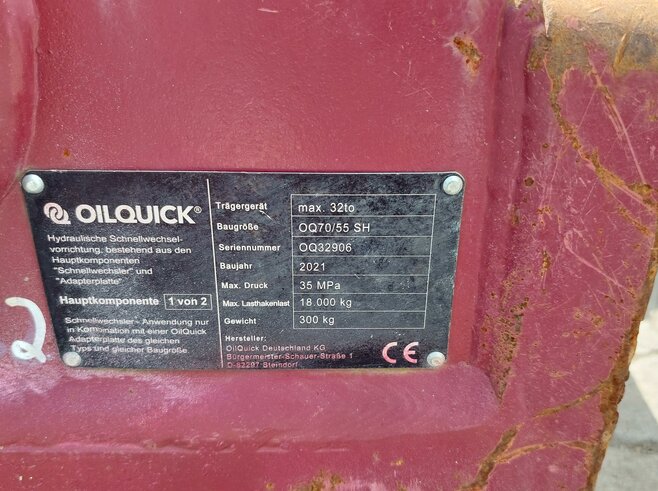 OILQUICK®
Hydraulische Schnellwechsel-
vorrichtung, bestehend aus den
Hauptkomponenten
"Schnellwechsler" und
"Adapterplatte"
Hauptkomponente 1 von 2
Schnellwechsler - Anwendung nur
in Kombination mit einer OilQuick
Adapterplatte des gleichen
Typs und gleicher Baugröße.
Trägergerät max. 32to
Baugröße OQ70/55 SH
Seriennummer OQ32906
Baujahr 2021
Max. Druck 35 MPa
Max. Lasthakenlast 18.000 kg
Gewicht 300 kg
Hersteller:
OilQuick Deutschland KG
Bürgermeister-Schauer-Straße 1
D-82297 Steindorf
CE
2